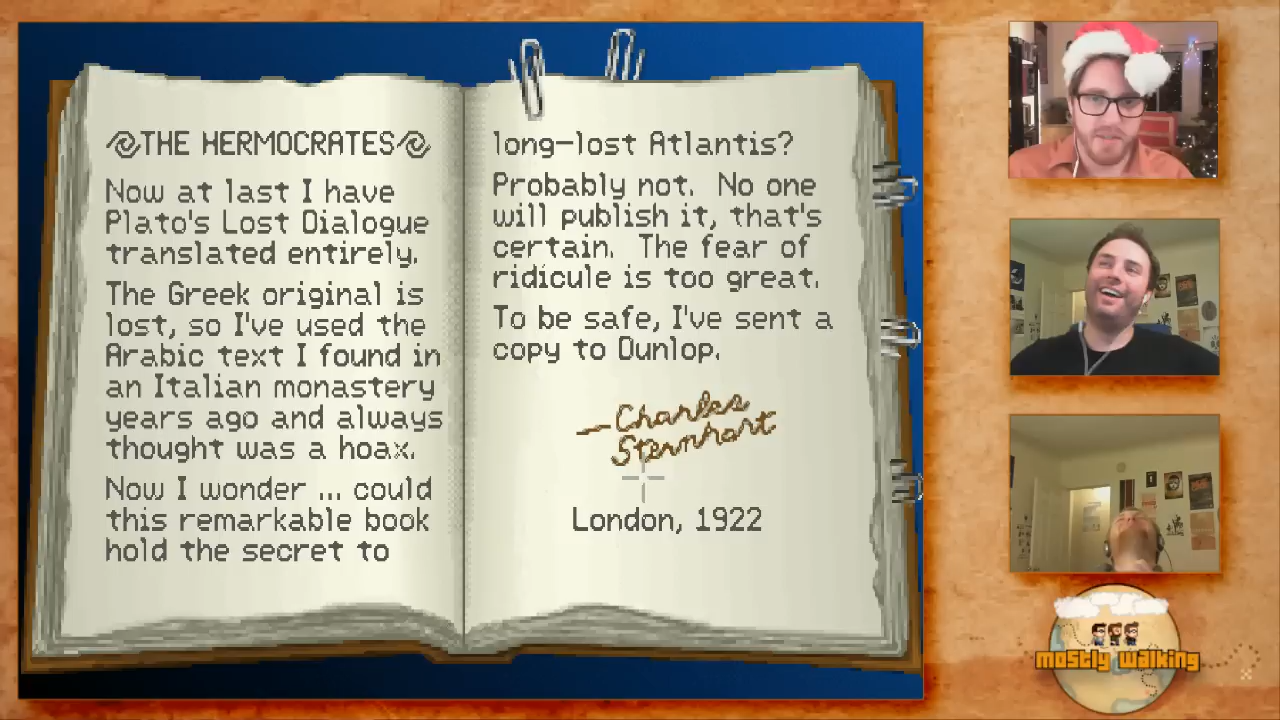 THE HERMOCRATES
Now at last I have
Plato's Lost Dialogue
translated entirely.
The Greek original is
lost, so I've used the
Arabic text I found in
an Italian monastery
years ago and always
thought was a hoax.
Now I wonder ... could
this remarkable book
hold the secret to
long-lost Atlantis?
Probably not. No one
will publish it, that's
certain. The fear of
ridicule is too great.
To be safe, I've sent a
copy to Dunlop.
—Charles
Sternhart
London, 1922
mostly walking